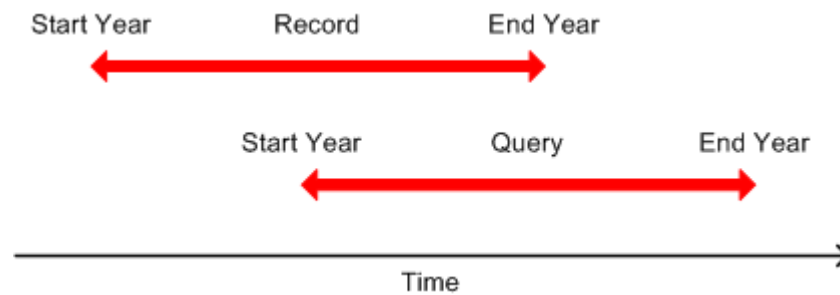 Start Year Record End Year
Start Year Query End Year
Time